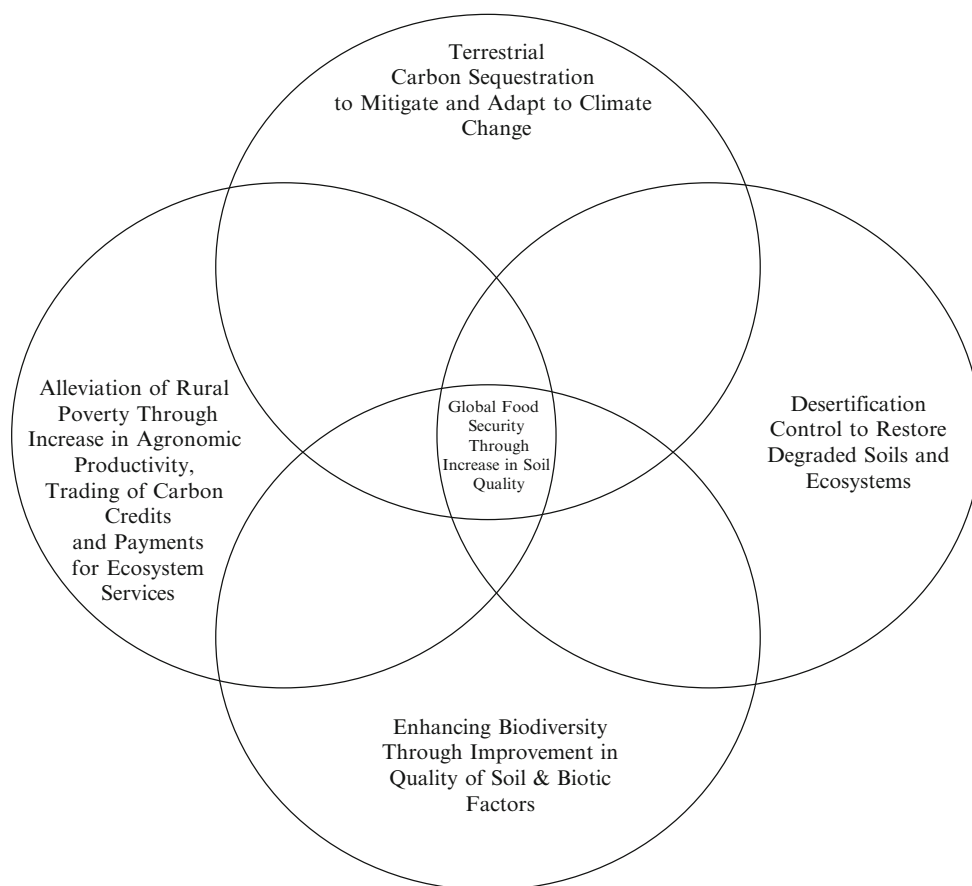 Terrestrial
Carbon Sequestration
to Mitigate and Adapt to Climate
Change
Alleviation of Rural
Poverty Through
Increase in Agronomic
Productivity,
Trading of Carbon
Credits
and Payments
for Ecosystem
Services
Global Food
Security
Through
Increase in Soil
Quality
Desertification
Control to Restore
Degraded Soils and
Ecosystems
Enhancing Biodiversity
Through Improvement in
Quality of Soil & Biotic
Factors